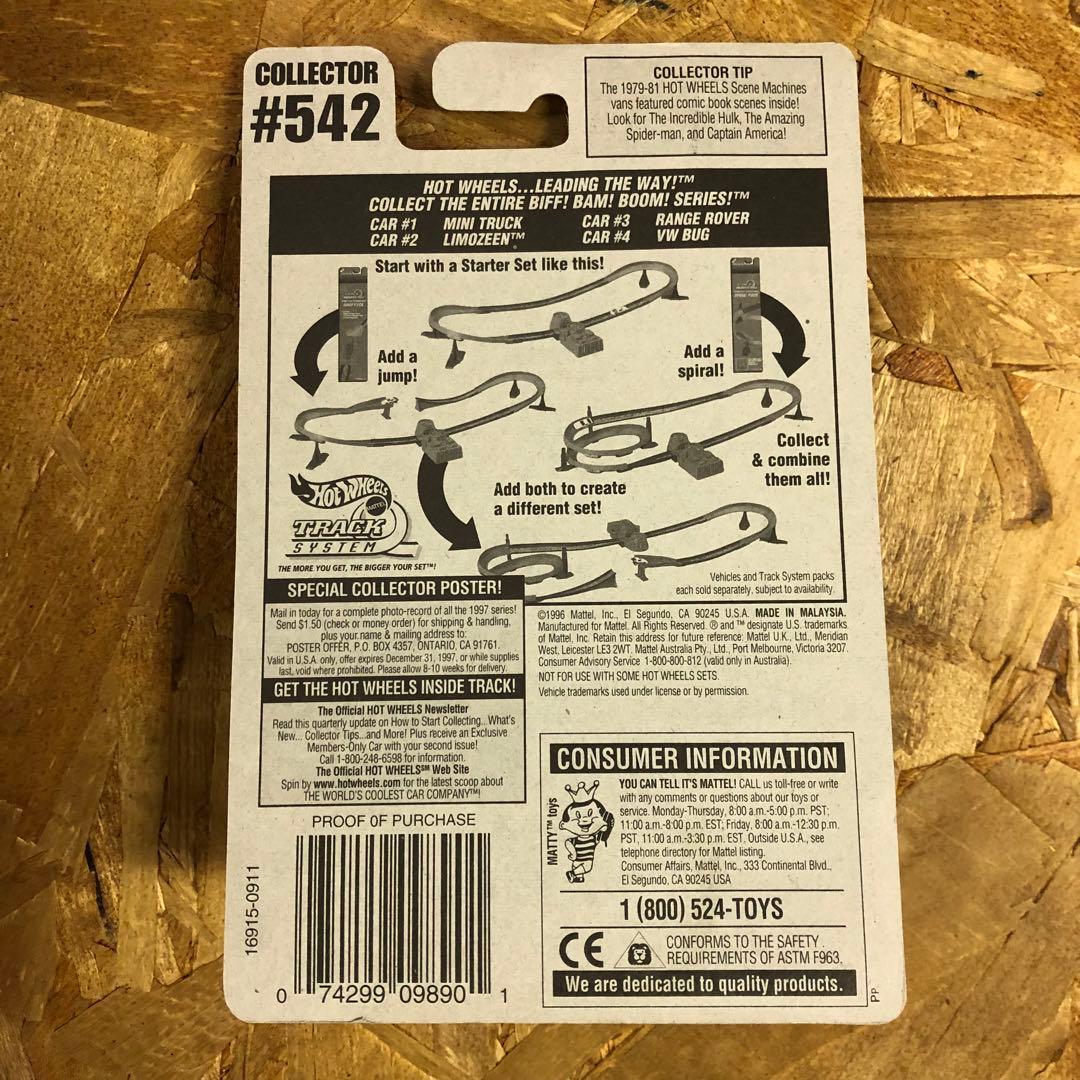 COLLECTOR
#542
COLLECTOR TIP
The 1979-81 HOT WHEELS Scene Machines
vans featured comic book scenes inside!
Look for The Incredible Hulk, The Amazing
Spider-man, and Captain America!
HOT WHEELS...LEADING THE WAY!™
COLLECT THE ENTIRE BIFF! BAM! BOOM! SERIES!™
CAR #1 MINI TRUCK CAR #3 RANGE ROVER
CAR #2 LIMOZEEN™ CAR #4 VW BUG
Start with a Starter Set like this!
Add a
jump!
Add a
spiral!
Collect
& combine
them all!
Add both to create
a different set!
Hot Wheels
MATTEL
TRACK
SYSTEM
THE MORE YOU GET, THE BIGGER YOUR SET™!
Vehicles and Track System packs
each sold separately, subject to availability.
SPECIAL COLLECTOR POSTER!
Mail in today for a complete photo-record of all the 1997 series!
Send $1.50 (check or money order) for shipping & handling,
plus your name & mailing address to:
POSTER OFFER, P.O. BOX 4357, ONTARIO, CA 91761.
Valid in U.S.A. only, offer expires December 31, 1997, or while supplies
last, void where prohibited. Please allow 8-10 weeks for delivery.
GET THE HOT WHEELS INSIDE TRACK!
The Official HOT WHEELS Newsletter
Read this quarterly update on How to Start Collecting...What's
New... Collector Tips...and More! Plus receive an Exclusive
Members-Only Car with your second issue!
Call 1-800-248-6598 for information.
The Official HOT WHEELS℠ Web Site
Spin by www.hotwheels.com for the latest scoop about
THE WORLD'S COOLEST CAR COMPANY™!
©1996 Mattel, Inc., El Segundo, CA 90245 U.S.A. MADE IN MALAYSIA.
Manufactured for Mattel. All Rights Reserved. ® and ™ designate U.S. trademarks
of Mattel, Inc. Retain this address for future reference: Mattel U.K., Ltd., Meridian
West, Leicester LE3 2WT. Mattel Australia Pty., Ltd., Port Melbourne, Victoria 3207.
Consumer Advisory Service 1-800-800-812 (valid only in Australia).
NOT FOR USE WITH SOME HOT WHEELS SETS.
Vehicle trademarks used under license or by permission.
PROOF OF PURCHASE
16915-0911
0 74299 09890 1
CONSUMER INFORMATION
MATTY™ toys
YOU CAN TELL IT'S MATTEL! CALL us toll-free or write
with any comments or questions about our toys or
service. Monday-Thursday, 8:00 a.m.-5:00 p.m. PST;
11:00 a.m.-8:00 p.m. EST; Friday, 8:00 a.m.-12:30 p.m.
PST, 11:00 a.m.-3:30 p.m. EST, Outside U.S.A., see
telephone directory for Mattel listing.
Consumer Affairs, Mattel, Inc., 333 Continental Blvd.,
El Segundo, CA 90245 USA
1 (800) 524-TOYS
CE
CONFORMS TO THE SAFETY
REQUIREMENTS OF ASTM F963.
We are dedicated to quality products.
PP